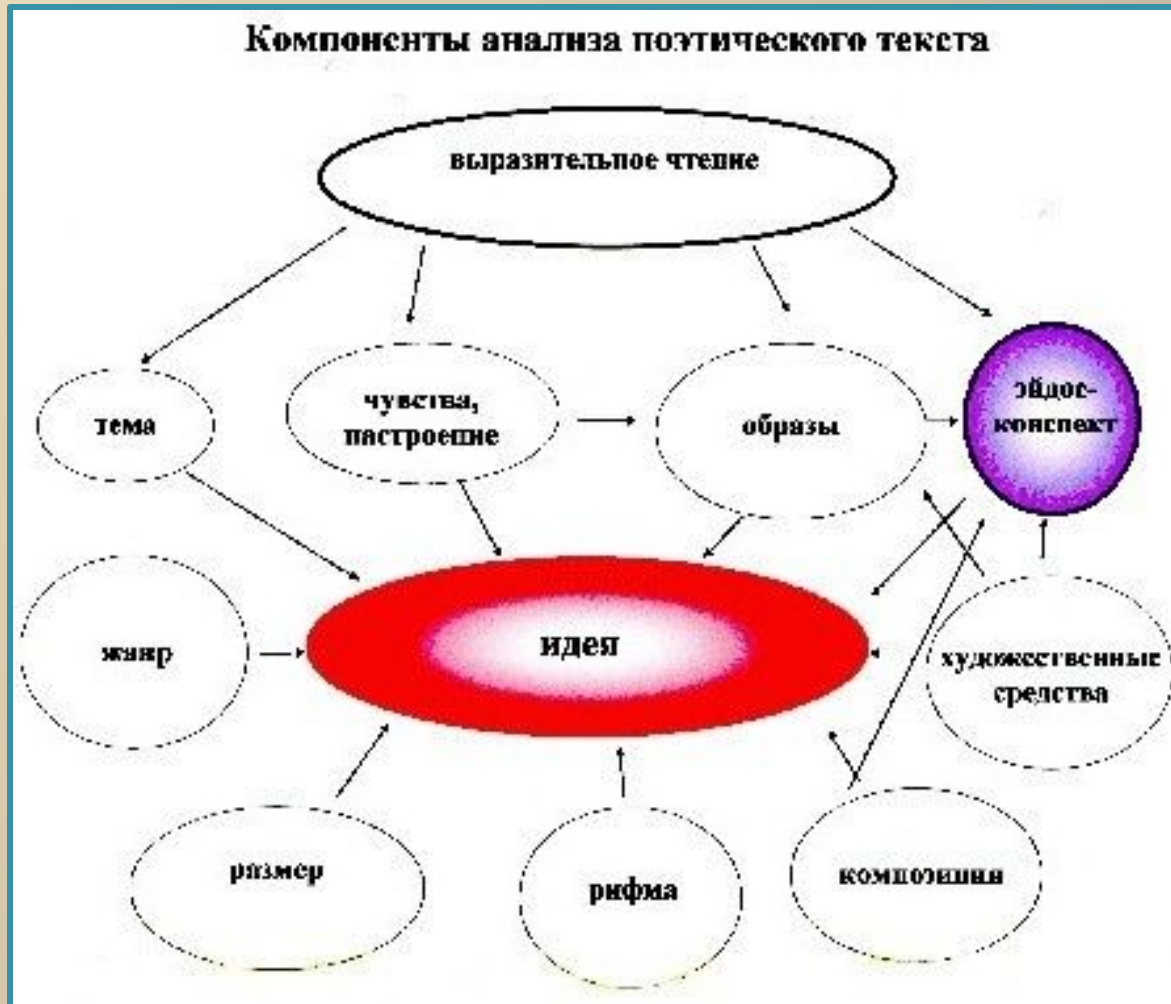 Компоненты анализа поэтического текста
выразительное чтение
тема
чувства,
настроение
образы
эйдос-
конспект
жанр
идея
художественные
средства
размер
рифма
композиция